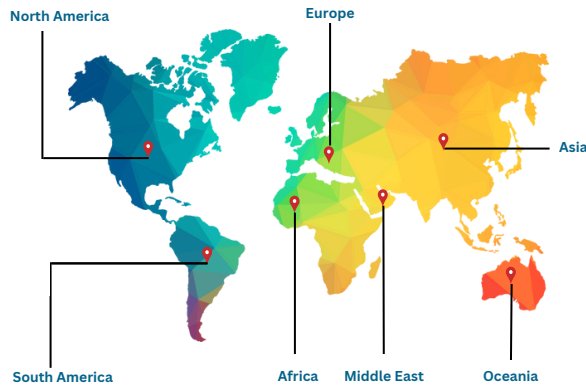 North America
Europe
Asia
South America
Africa
Middle East
Oceania